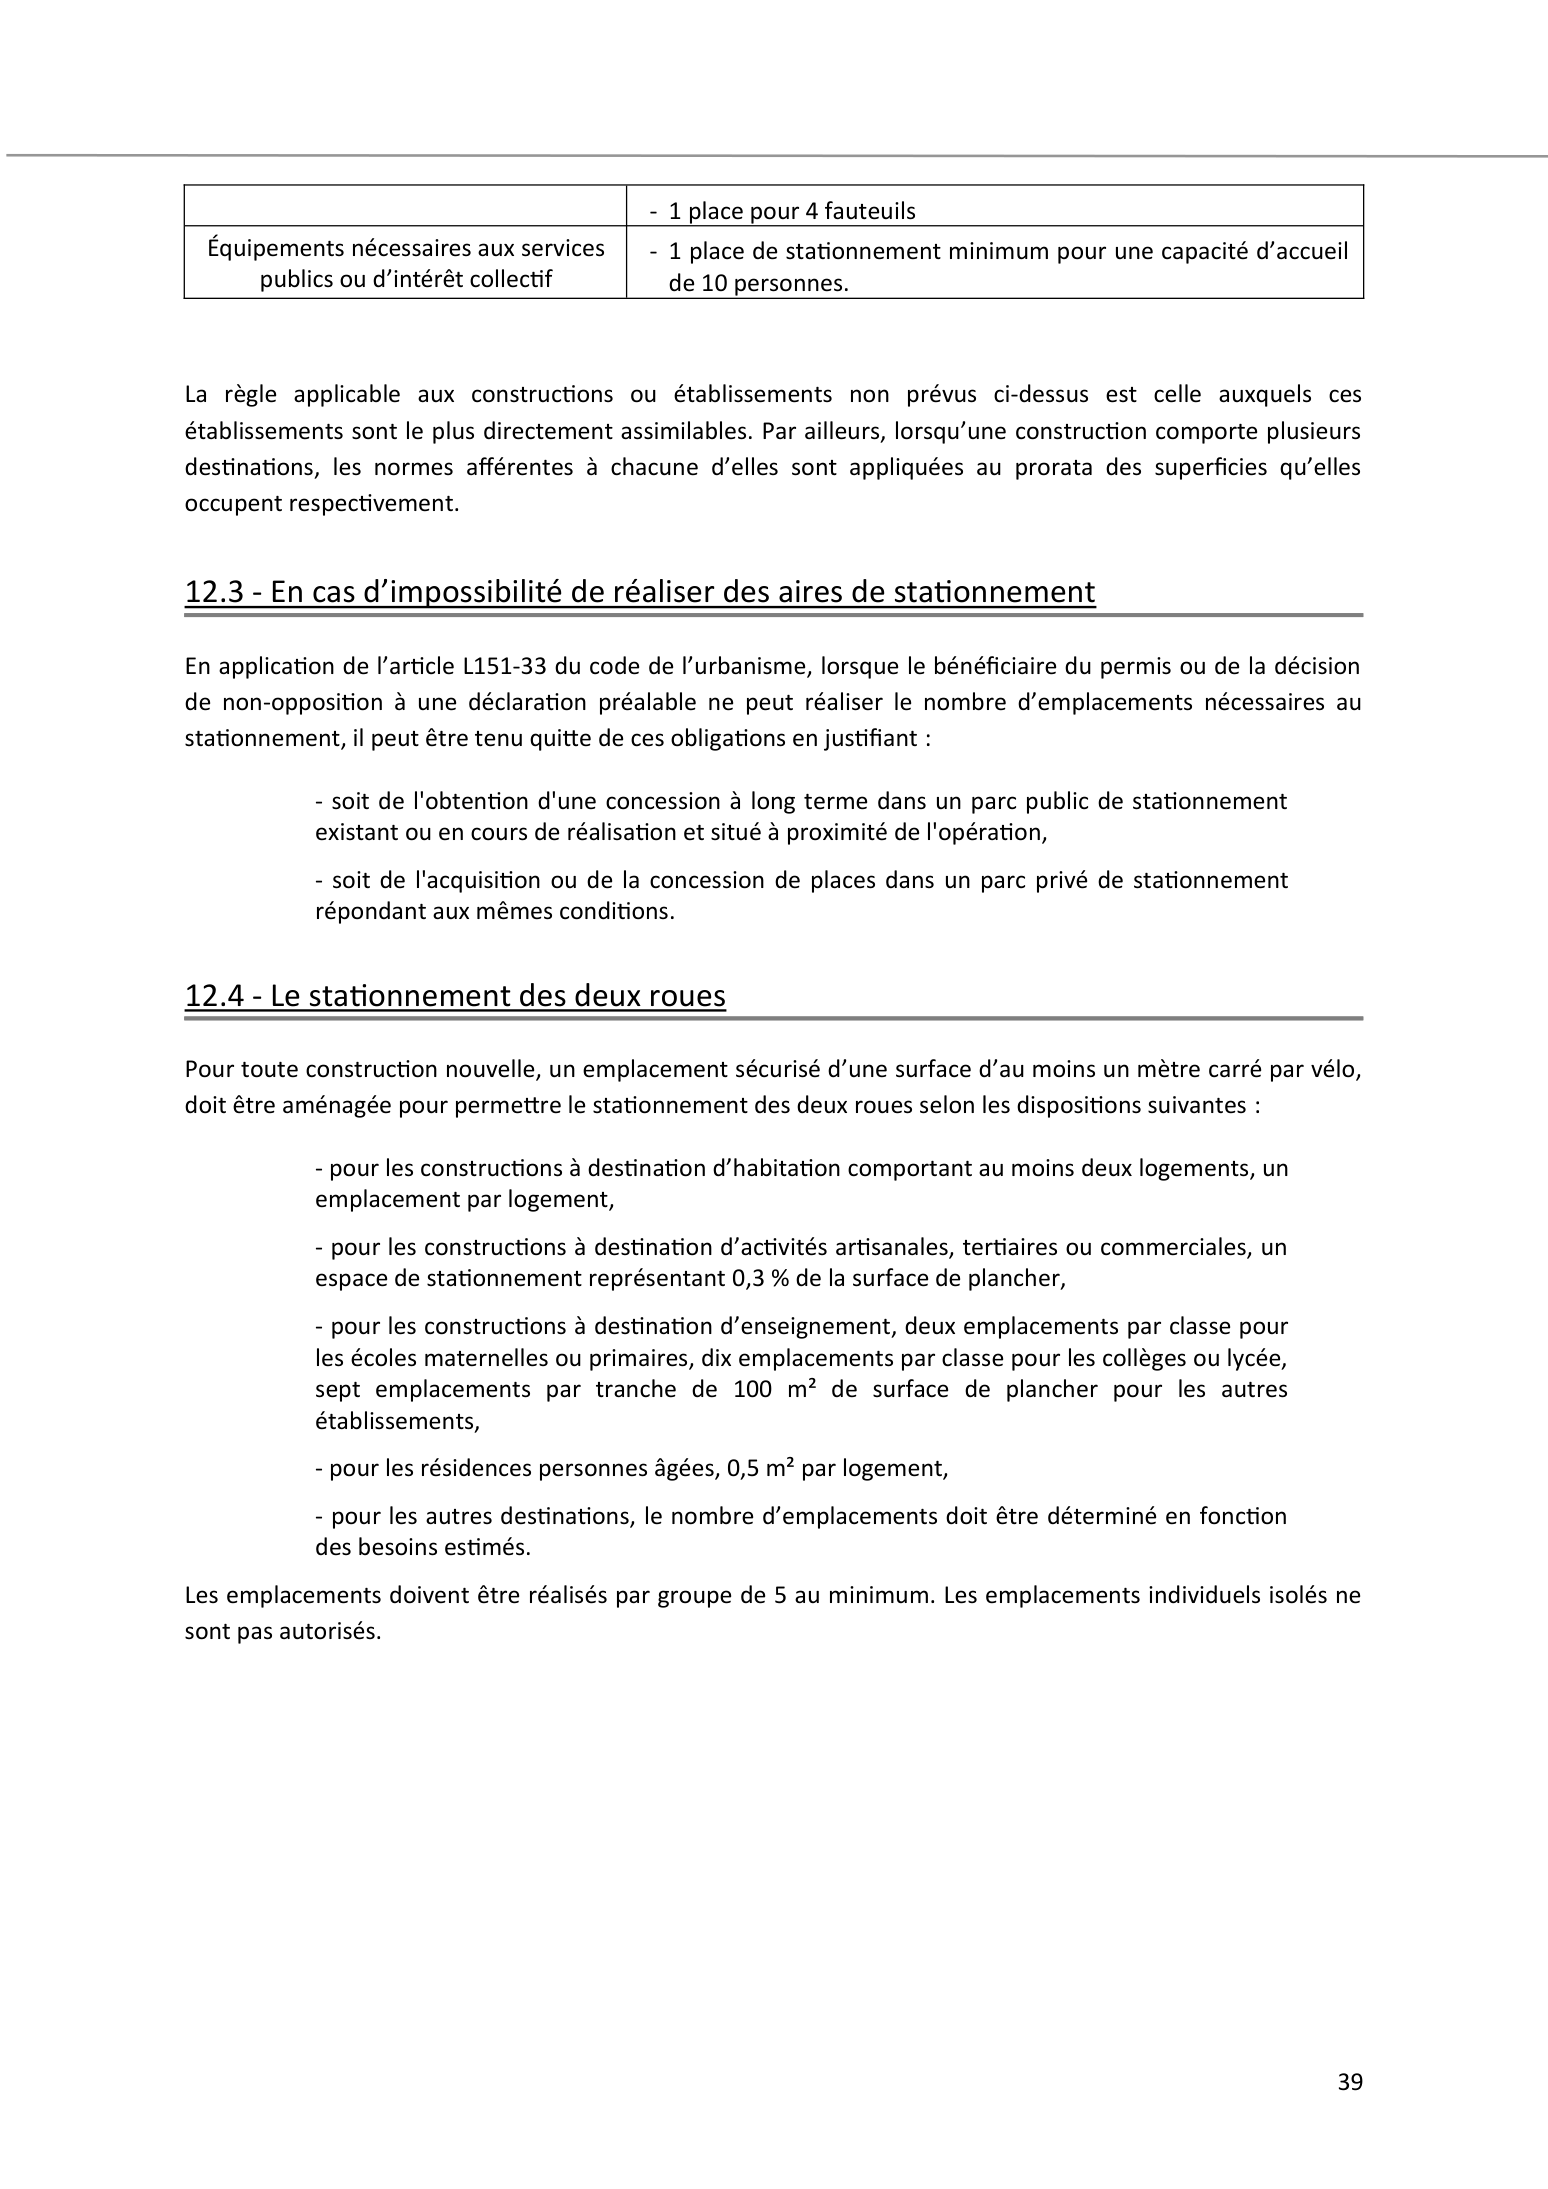 - 1 place pour 4 fauteuils
Équipements nécessaires aux services
publics ou d’intérêt collectif
- 1 place de stationnement minimum pour une capacité d’accueil
de 10 personnes.
La règle applicable aux constructions ou établissements non prévus ci-dessus est celle auxquels ces
établissements sont le plus directement assimilables. Par ailleurs, lorsqu’une construction comporte plusieurs
destinations, les normes afférentes à chacune d’elles sont appliquées au prorata des superficies qu’elles
occupent respectivement.
12.3 - En cas d’impossibilité de réaliser des aires de stationnement
En application de l’article L151-33 du code de l’urbanisme, lorsque le bénéficiaire du permis ou de la décision
de non-opposition à une déclaration préalable ne peut réaliser le nombre d’emplacements nécessaires au
stationnement, il peut être tenu quitte de ces obligations en justifiant :
- soit de l'obtention d'une concession à long terme dans un parc public de stationnement
existant ou en cours de réalisation et situé à proximité de l'opération,
- soit de l'acquisition ou de la concession de places dans un parc privé de stationnement
répondant aux mêmes conditions.
12.4 - Le stationnement des deux roues
Pour toute construction nouvelle, un emplacement sécurisé d’une surface d’au moins un mètre carré par vélo,
doit être aménagée pour permettre le stationnement des deux roues selon les dispositions suivantes :
- pour les constructions à destination d’habitation comportant au moins deux logements, un
emplacement par logement,
- pour les constructions à destination d’activités artisanales, tertiaires ou commerciales, un
espace de stationnement représentant 0,3 % de la surface de plancher,
- pour les constructions à destination d’enseignement, deux emplacements par classe pour
les écoles maternelles ou primaires, dix emplacements par classe pour les collèges ou lycée,
sept emplacements par tranche de 100 m² de surface de plancher pour les autres
établissements,
- pour les résidences personnes âgées, 0,5 m² par logement,
- pour les autres destinations, le nombre d’emplacements doit être déterminé en fonction
des besoins estimés.
Les emplacements doivent être réalisés par groupe de 5 au minimum. Les emplacements individuels isolés ne
sont pas autorisés.
39